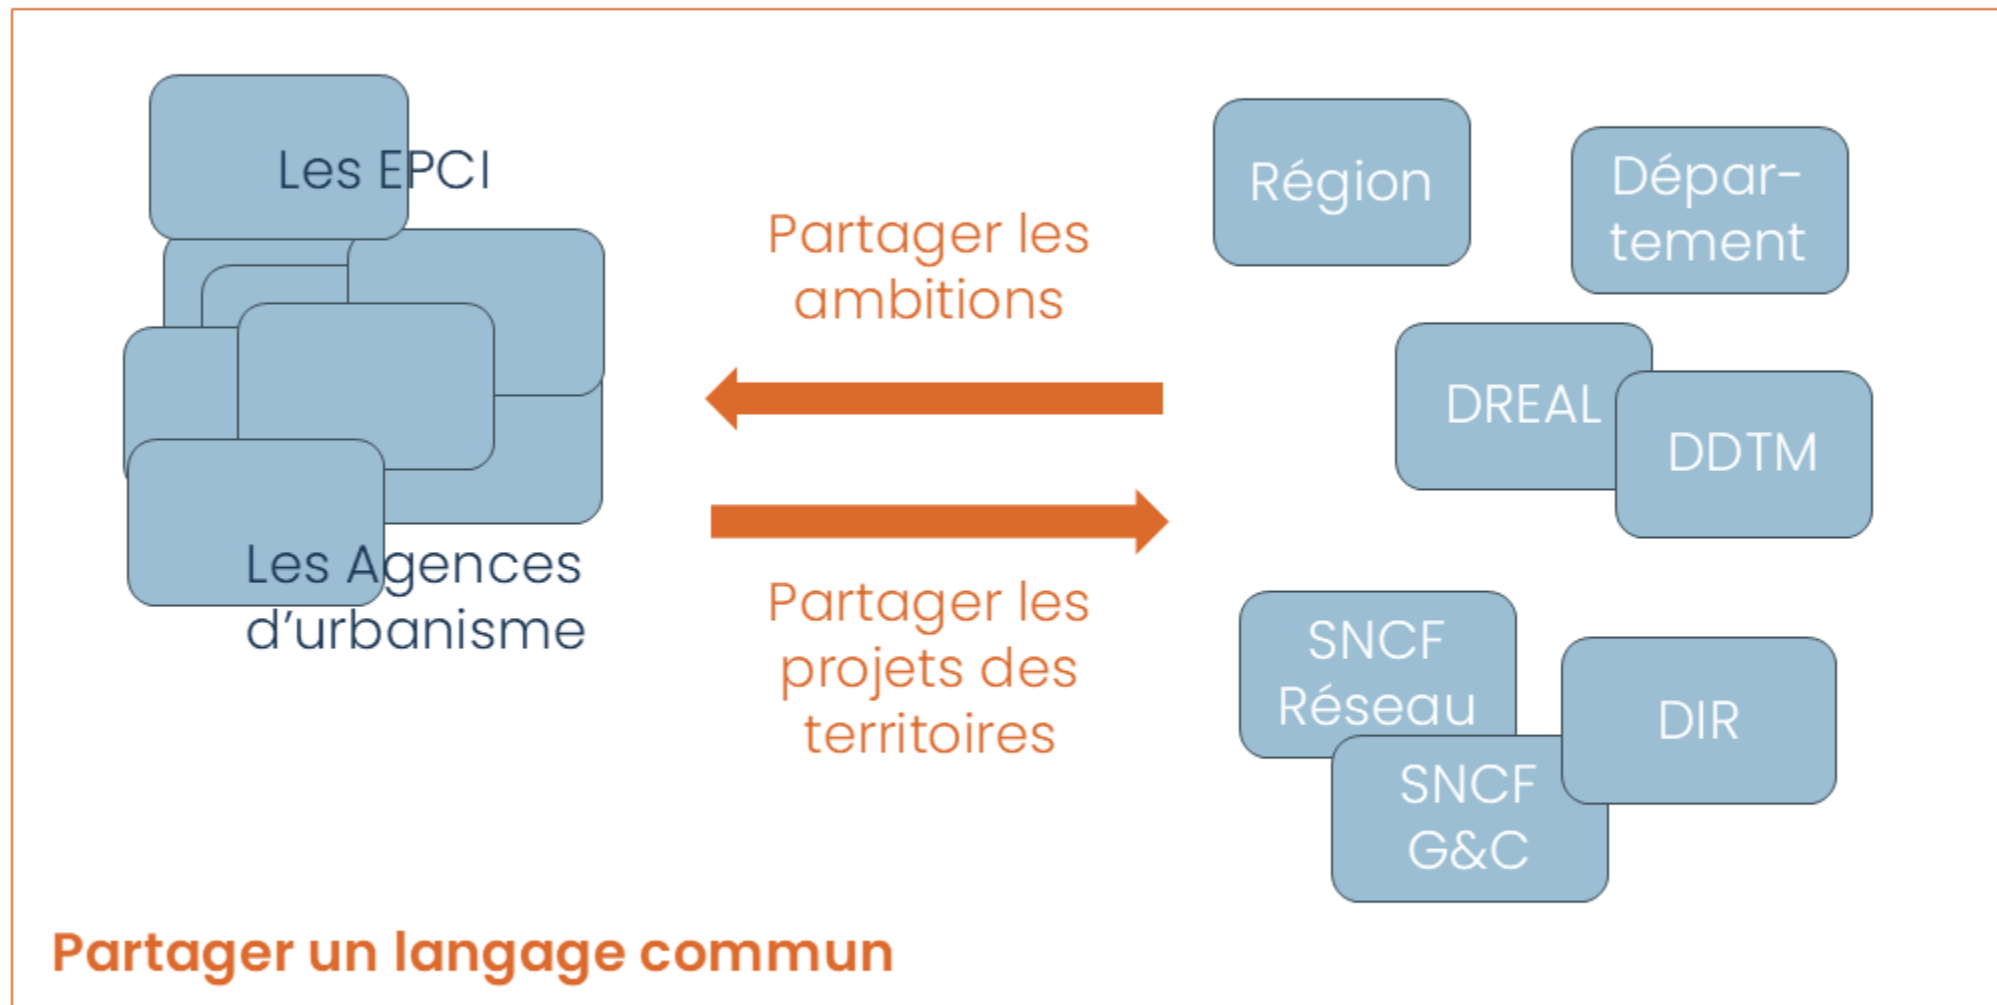 Les EPCI
Les Agences
d'urbanisme
Partager les
ambitions
Partager les
projets des
territoires
Région
Dépar-
tement
DREAL
DDTM
SNCF
Réseau
DIR
SNCF
G&C
Partager un langage commun